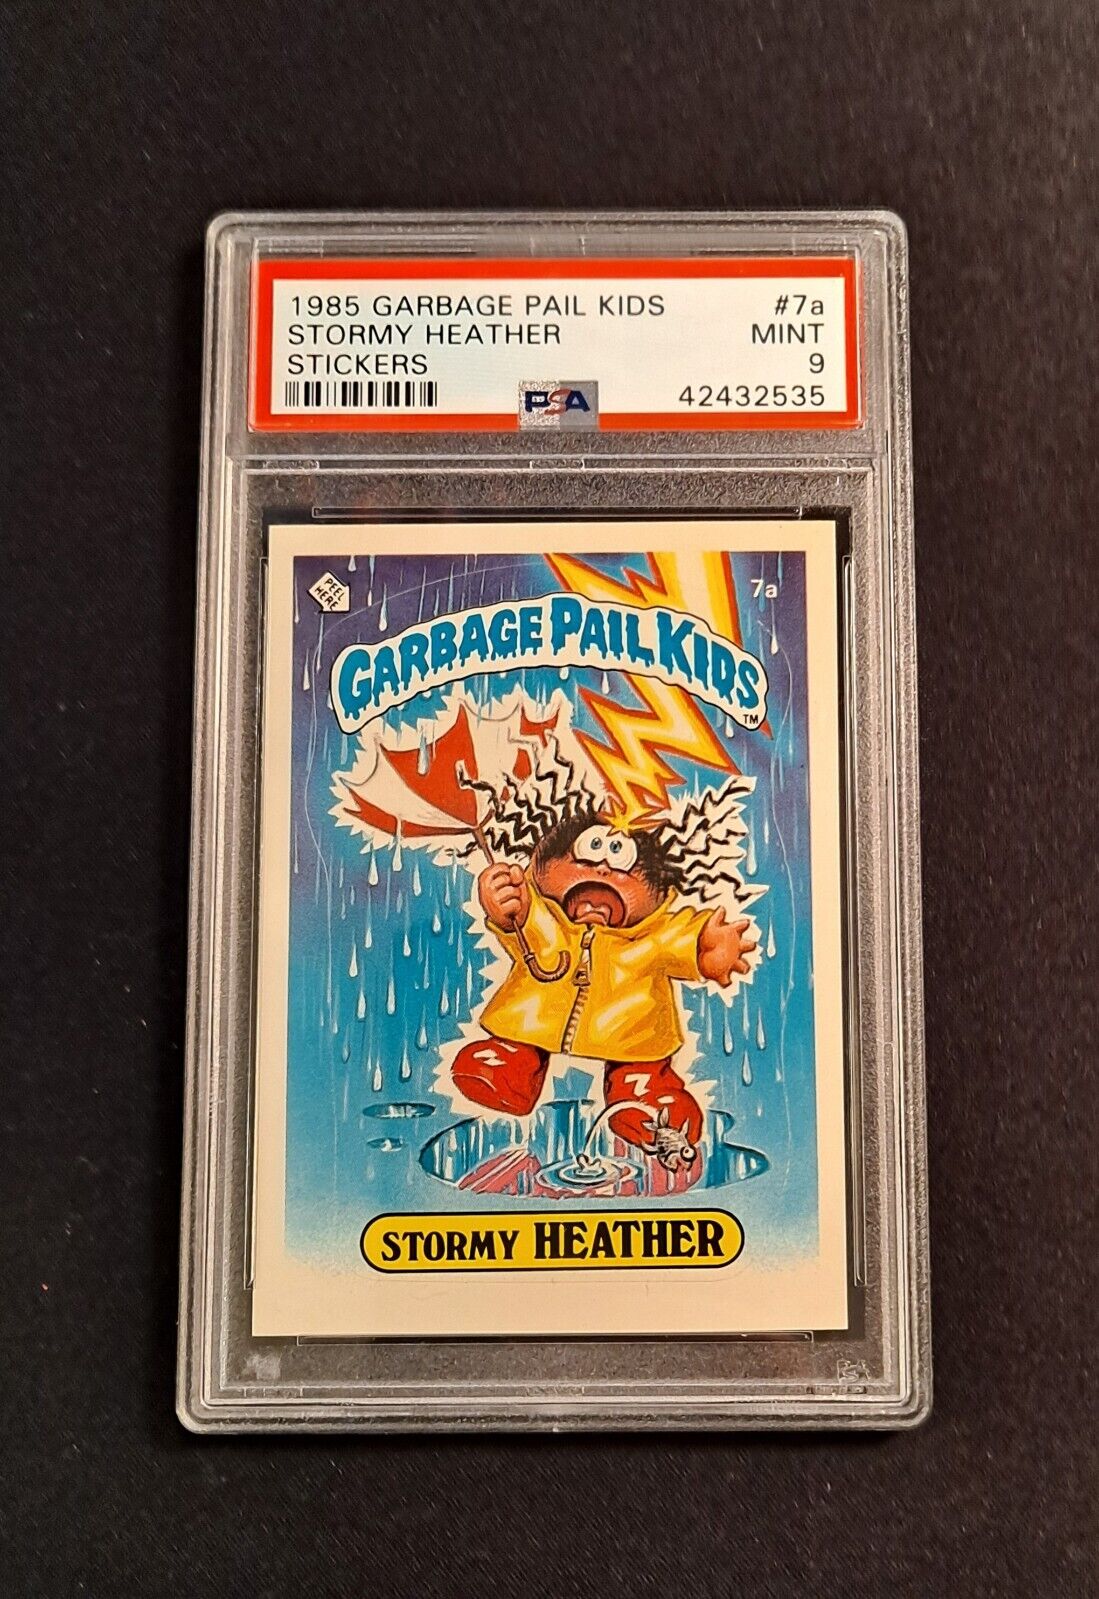 1985 GARBAGE PAIL KIDS #7a
STORMY HEATHER MINT
STICKERS 9
PSA 42432535
PEEL
HERE
7a
GARBAGE PAIL KIDS
TM
STORMY HEATHER